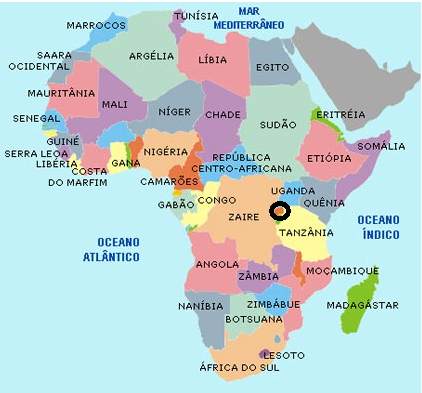 MAR
MEDITERRÂNEO
TUNÍSIA
MARROCOS
ARGÉLIA
LÍBIA
EGITO
SAARA
OCIDENTAL
MAURITÂNIA
MALI
NÍGER
CHADE
SUDÃO
ERITRÉIA
SENEGAL
GUINÉ
SERRA LEOA
LIBÉRIA
COSTA
DO MARFIM
GANA
NIGÉRIA
CAMARÕES
REPÚBLICA
CENTRO-AFRICANA
ETIÓPIA
SOMÁLIA
UGANDA
QUÊNIA
GABÃO
CONGO
ZAIRE
TANZÂNIA
OCEANO
ÍNDICO
OCEANO
ATLÂNTICO
ANGOLA
ZÂMBIA
MOÇAMBIQUE
NANÍBIA
ZIMBÁBUE
BOTSUANA
MADAGÁSTAR
LESOTO
ÁFRICA DO SUL